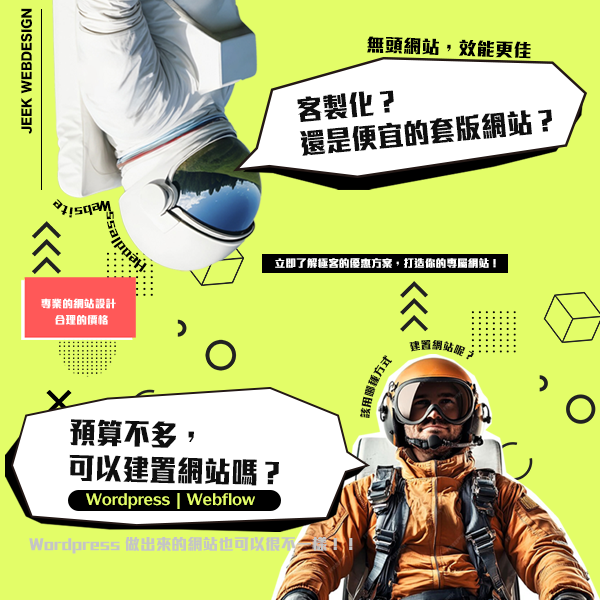 JEEK WEBDESIGN
無頭網站，效能更佳
客製化？
還是便宜的套版網站？
Headless Website
立即了解極客的優惠方案，打造你的專屬網站！
專業的網站設計
合理的價格
該用哪種方式 建置網站呢？
預算不多，
可以建置網站嗎？
Wordpress | Webflow
Wordpress 做出來的網站也可以很不一樣！！